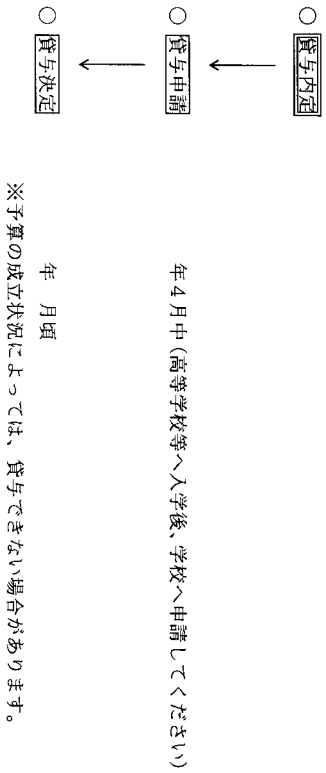 ○ 貸与内定
○ 貸与申請 年4月中(高等学校等へ入学後、学校へ申請してください)
○ 貸与決定 年 月頃
※予算の成立状況によっては、貸与できない場合があります。